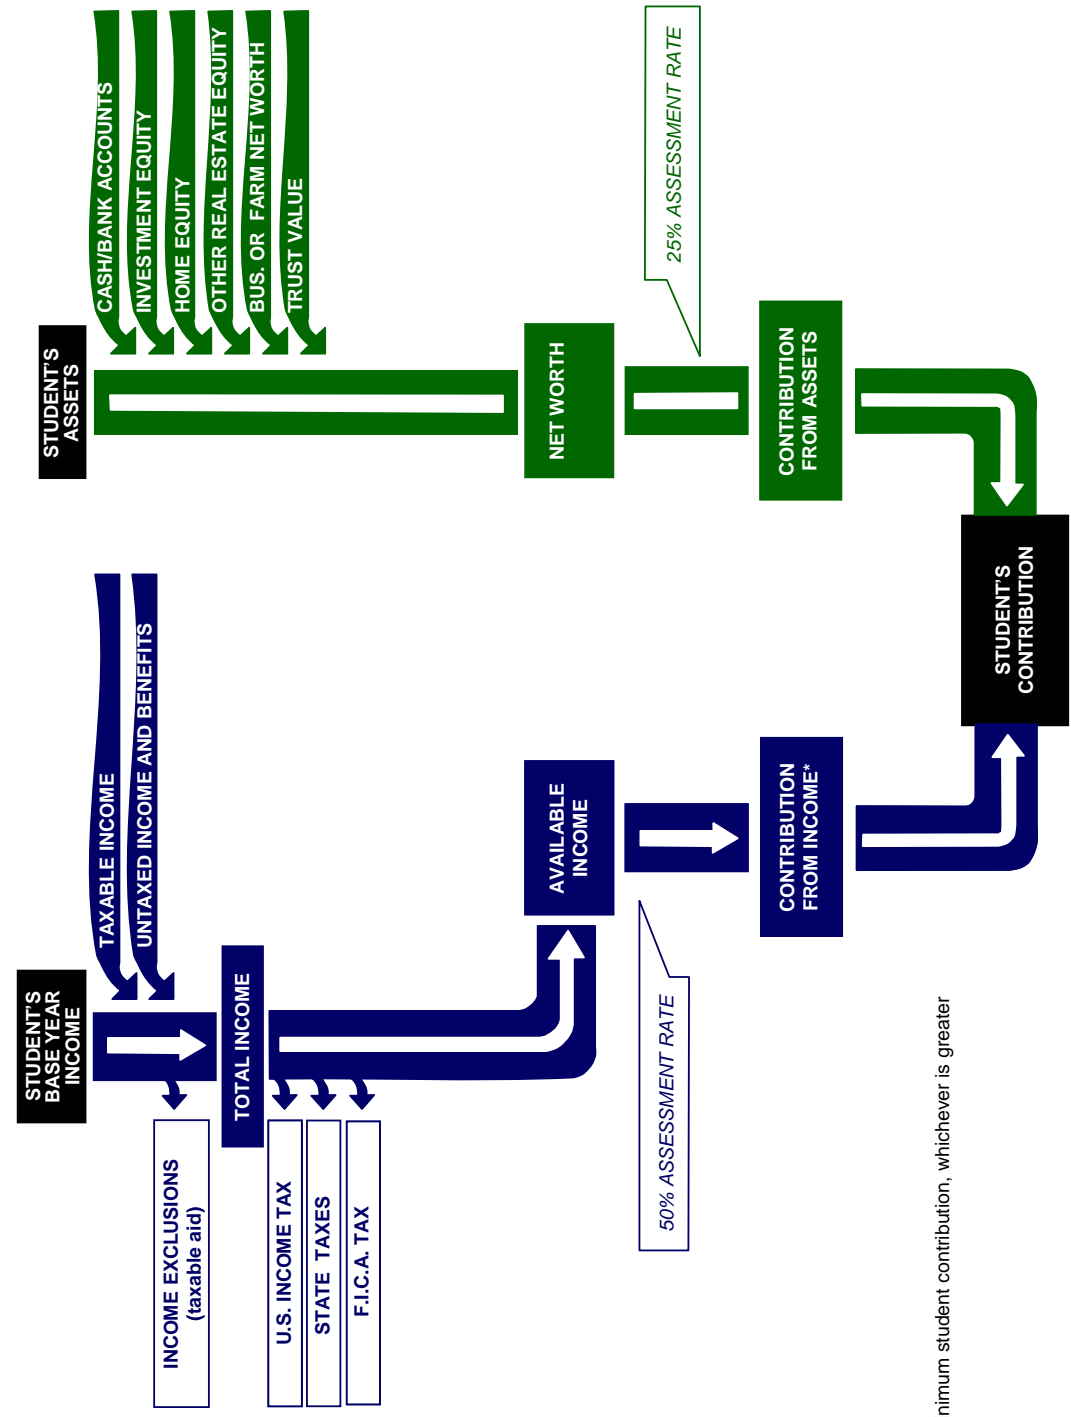 STUDENT'S
BASE YEAR
INCOME
TAXABLE INCOME
UNTAXED INCOME AND BENEFITS
INCOME EXCLUSIONS
(taxable aid)
TOTAL INCOME
U.S. INCOME TAX
STATE TAXES
F.I.C.A. TAX
AVAILABLE
INCOME
50% ASSESSMENT RATE
CONTRIBUTION
FROM INCOME*
STUDENT'S
ASSETS
CASH/BANK ACCOUNTS
INVESTMENT EQUITY
HOME EQUITY
OTHER REAL ESTATE EQUITY
BUS. OR FARM NET WORTH
TRUST VALUE
NET WORTH
25% ASSESSMENT RATE
CONTRIBUTION
FROM ASSETS
STUDENT'S
CONTRIBUTION
nimum student contribution, whichever is greater